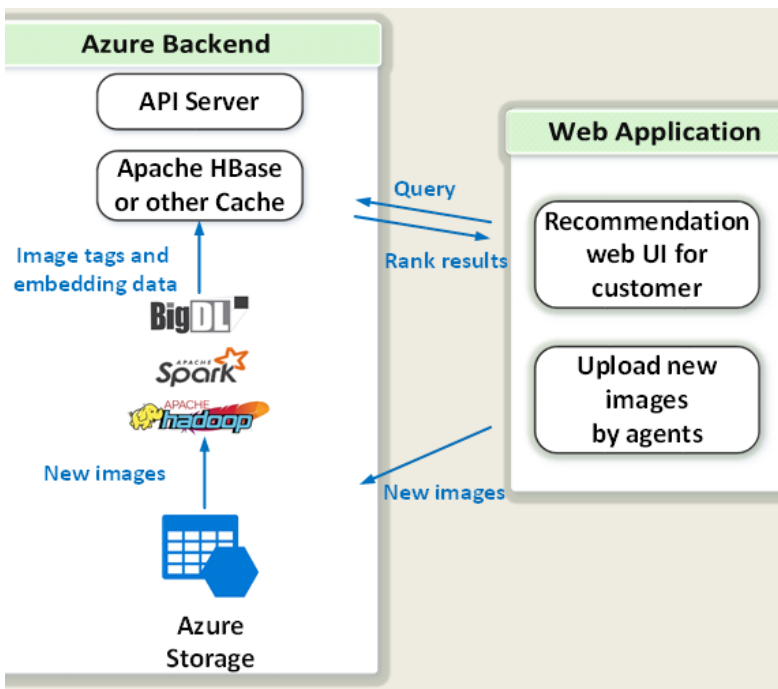 Azure Backend
API Server
Apache HBase
or other Cache
Image tags and
embedding data
BigDL
APACHE
Spark
APACHE
hadoop
New images
Azure
Storage
Query
Rank results
New images
Web Application
Recommendation
web UI for
customer
Upload new
images
by agents